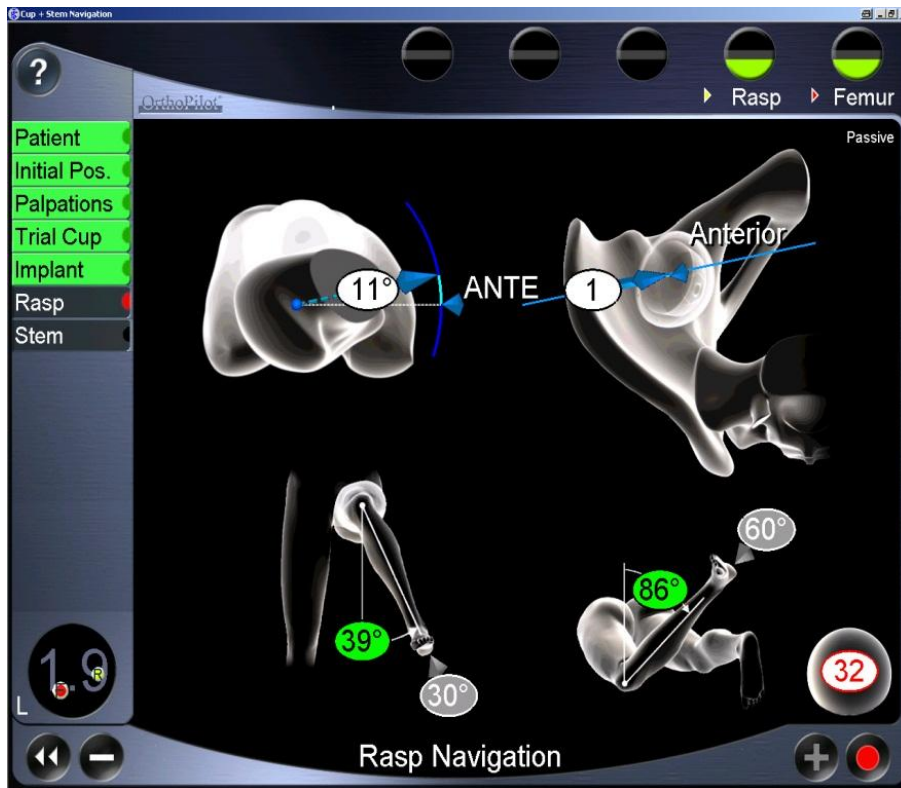 Cup + Stem Navigation
?
OrthoPilot
Rasp
Femur
Passive
Patient
Initial Pos.
Palpations
Trial Cup
Implant
Rasp
Stem
11°
ANTE
Anterior
1
39°
30°
60°
86°
32
1.9
R
L
Rasp Navigation